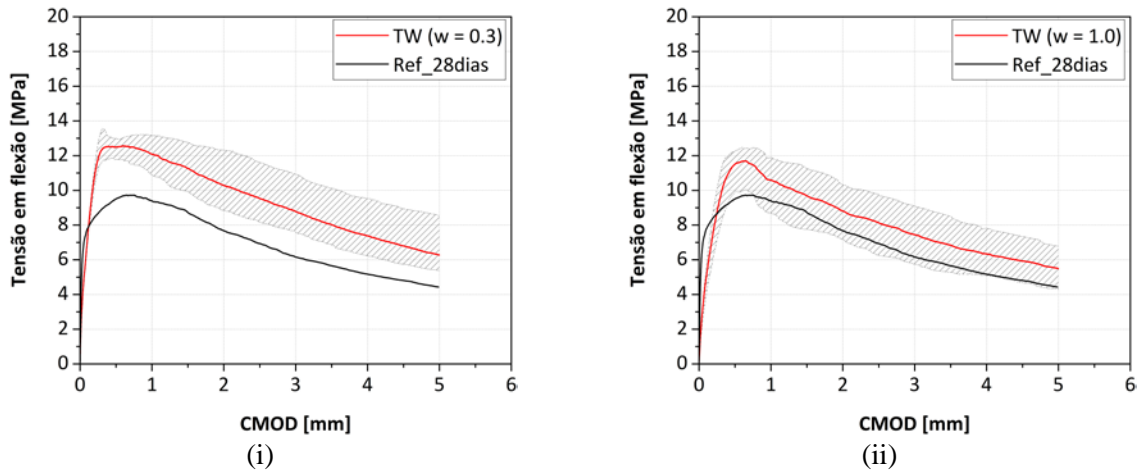 20
18
16
14
12
10
8
6
4
2
0
Tensão em flexão [MPa]
TW (w = 0.3)
Ref_28dias
0 1 2 3 4 5 6
CMOD [mm]
(i)
20
18
16
14
12
10
8
6
4
2
0
Tensão em flexão [MPa]
TW (w = 1.0)
Ref_28dias
0 1 2 3 4 5 6
CMOD [mm]
(ii)